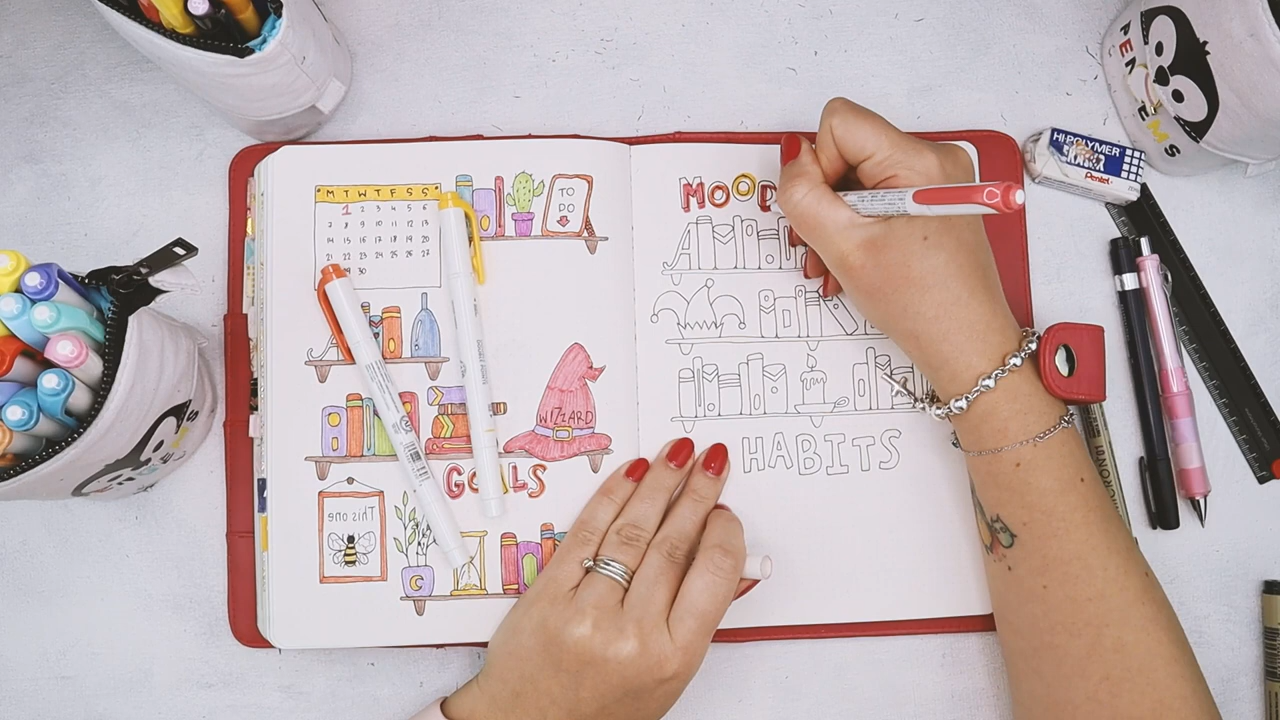 M T W T F S S
1 2 3 4 5 6
7 8 9 10 11 12 13
14 15 16 17 18 19 20
21 22 23 24 25 26 27
30
TO
DO
WIZZARD
GOALS
This one
MOOD
HABITS
HI-POLYMER
Pentel
MICRON